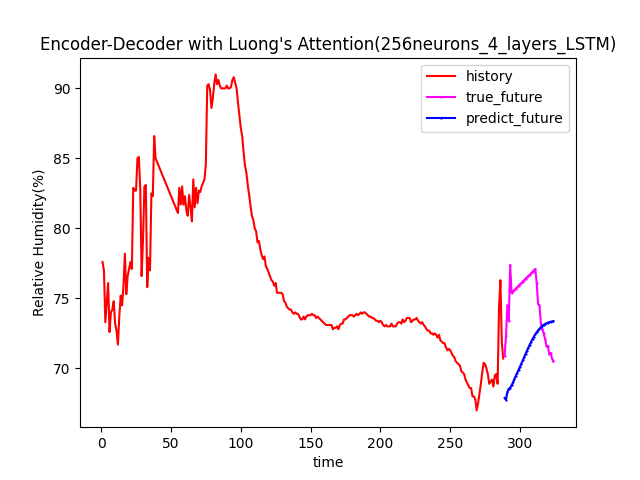 Encoder-Decoder with Luong's Attention(256neurons_4_layers_LSTM)
history
true_future
predict_future
Relative Humidity(%)
90
85
80
75
70
0 50 100 150 200 250 300
time